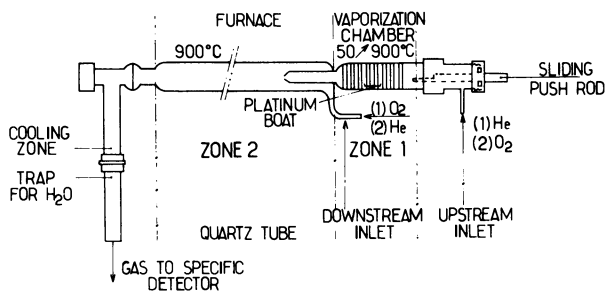 FURNACE
VAPORIZATION
CHAMBER
900°C
50↗900°C
SLIDING
PUSH ROD
PLATINUM
BOAT
(1) O2
(2) He
(1) He
(2) O2
COOLING
ZONE
ZONE 2
ZONE 1
TRAP
FOR H2O
DOWNSTREAM
INLET
UPSTREAM
INLET
QUARTZ TUBE
GAS TO SPECIFIC
DETECTOR